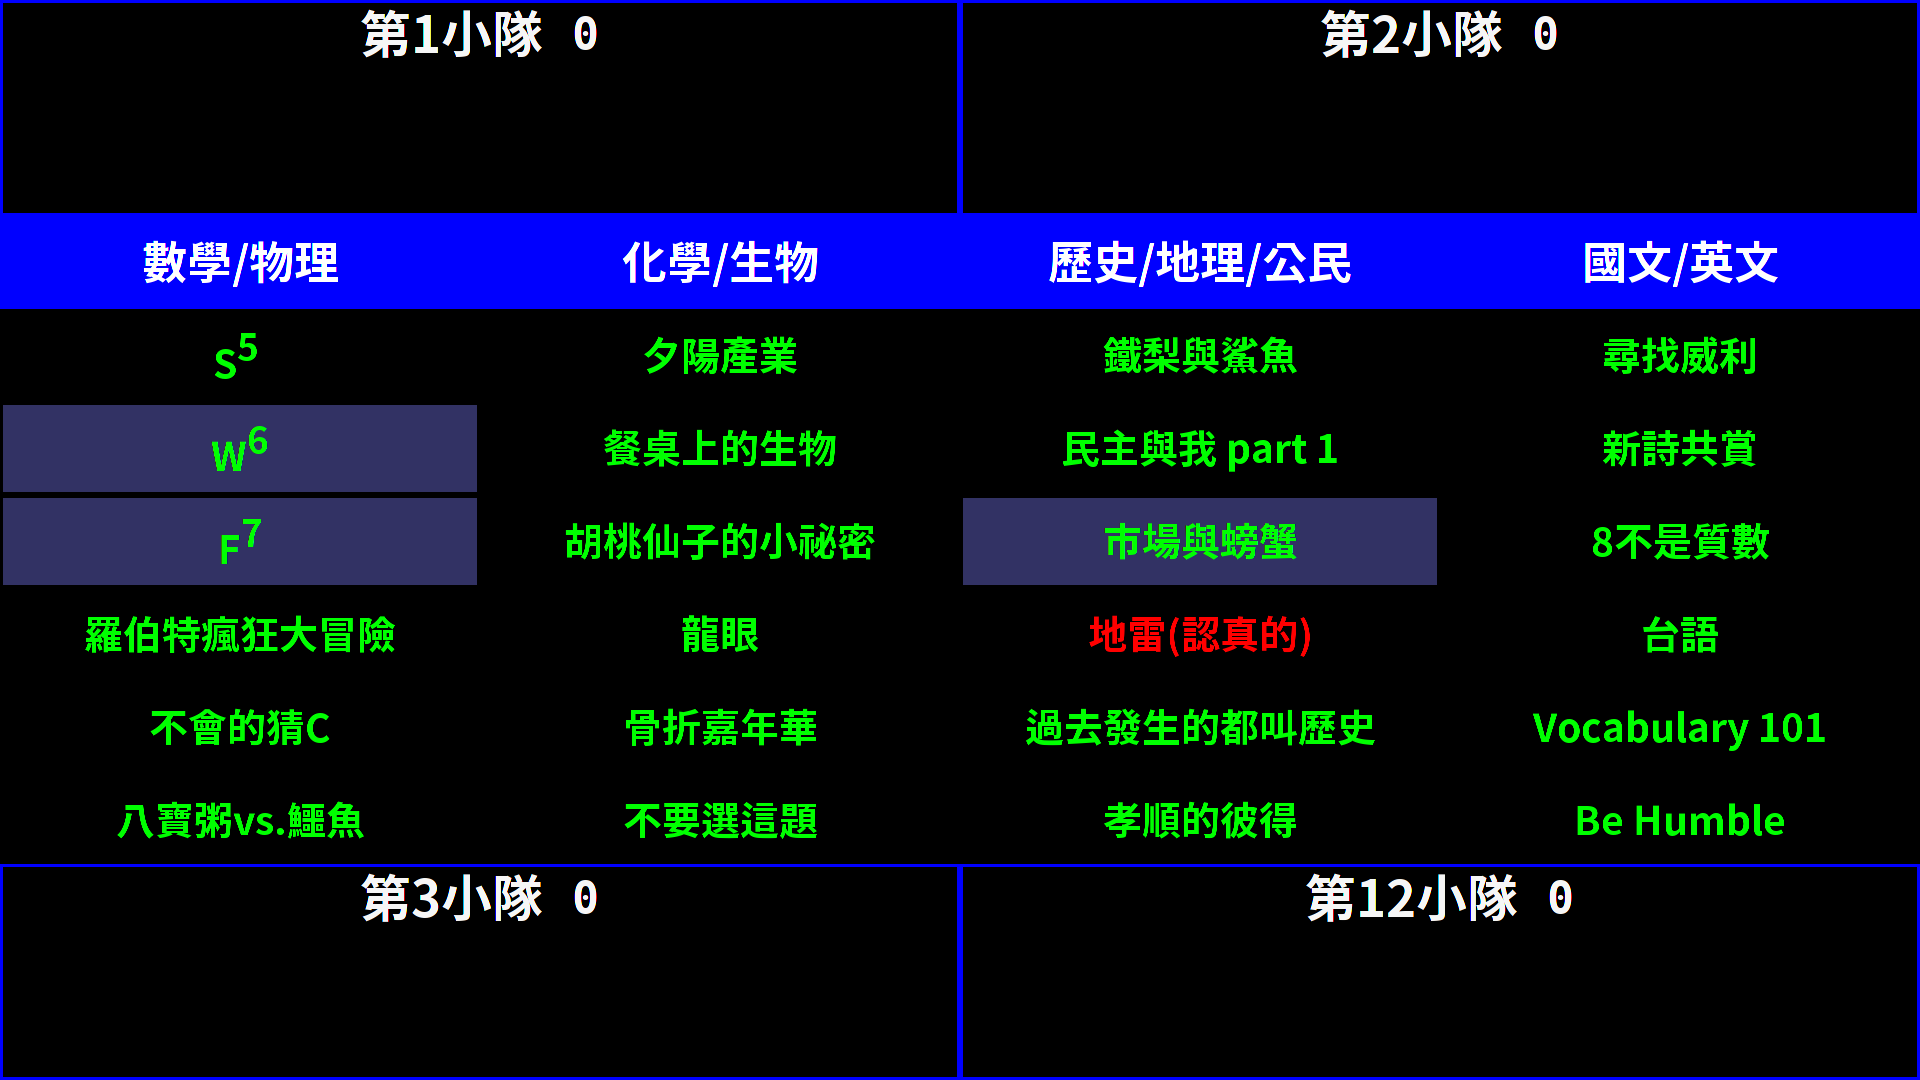 第1小隊 0
第2小隊 0
數學/物理 化學/生物 歷史/地理/公民 國文/英文
S⁵ 夕陽產業 鐵梨與鯊魚 尋找威利
W⁶ 餐桌上的生物 民主與我 part 1 新詩共賞
F⁷ 胡桃仙子的小祕密 市場與螃蟹 8不是質數
羅伯特瘋狂大冒險 龍眼 地雷(認真的) 台語
不會的猜C 骨折嘉年華 過去發生的都叫歷史 Vocabulary 101
八寶粥vs.鱷魚 不要選這題 孝順的彼得 Be Humble
第3小隊 0
第12小隊 0